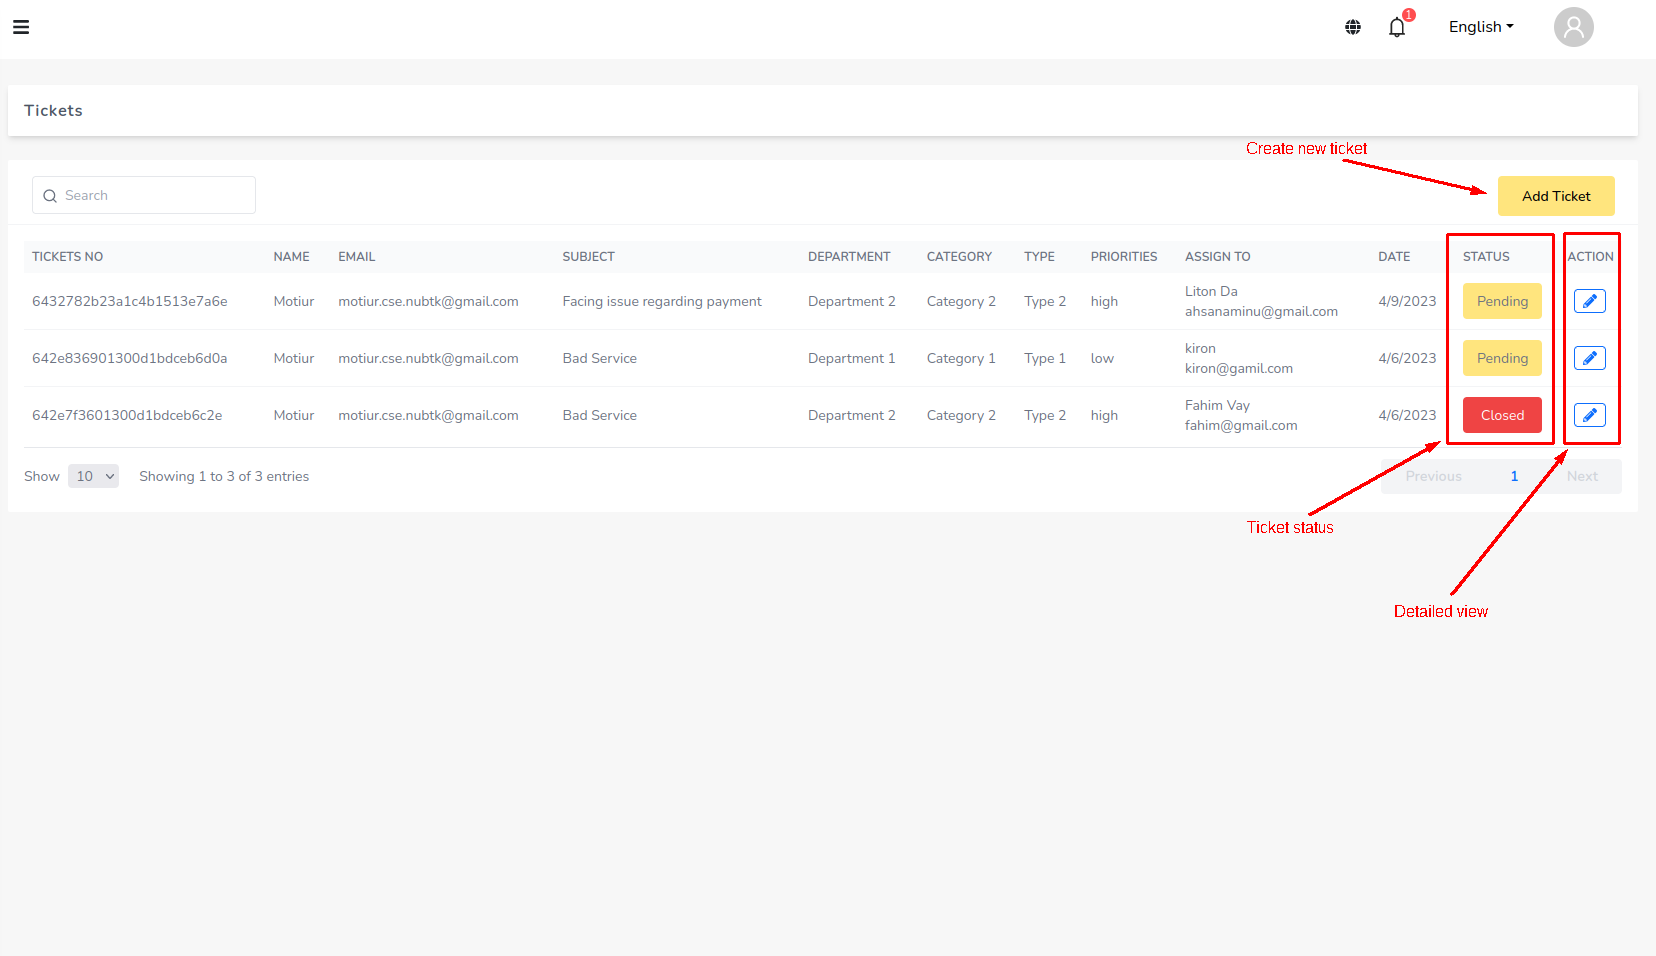 1
English
Tickets
Create new ticket
Search
Add Ticket
TICKETS NO NAME EMAIL SUBJECT DEPARTMENT CATEGORY TYPE PRIORITIES ASSIGN TO DATE STATUS ACTION
6432782b23a1c4b1513e7a6e Motiur motiur.cse.nubtk@gmail.com Facing issue regarding payment Department 2 Category 2 Type 2 high Liton Da 4/9/2023 Pending
ahsanaminu@gmail.com
642e836901300d1bdceb6d0a Motiur motiur.cse.nubtk@gmail.com Bad Service Department 1 Category 1 Type 1 low kiron 4/6/2023 Pending
kiron@gamil.com
642e7f3601300d1bdceb6c2e Motiur motiur.cse.nubtk@gmail.com Bad Service Department 2 Category 2 Type 2 high Fahim Vay 4/6/2023 Closed
fahim@gmail.com
Show 10 Showing 1 to 3 of 3 entries Previous 1 Next
Ticket status
Detailed view